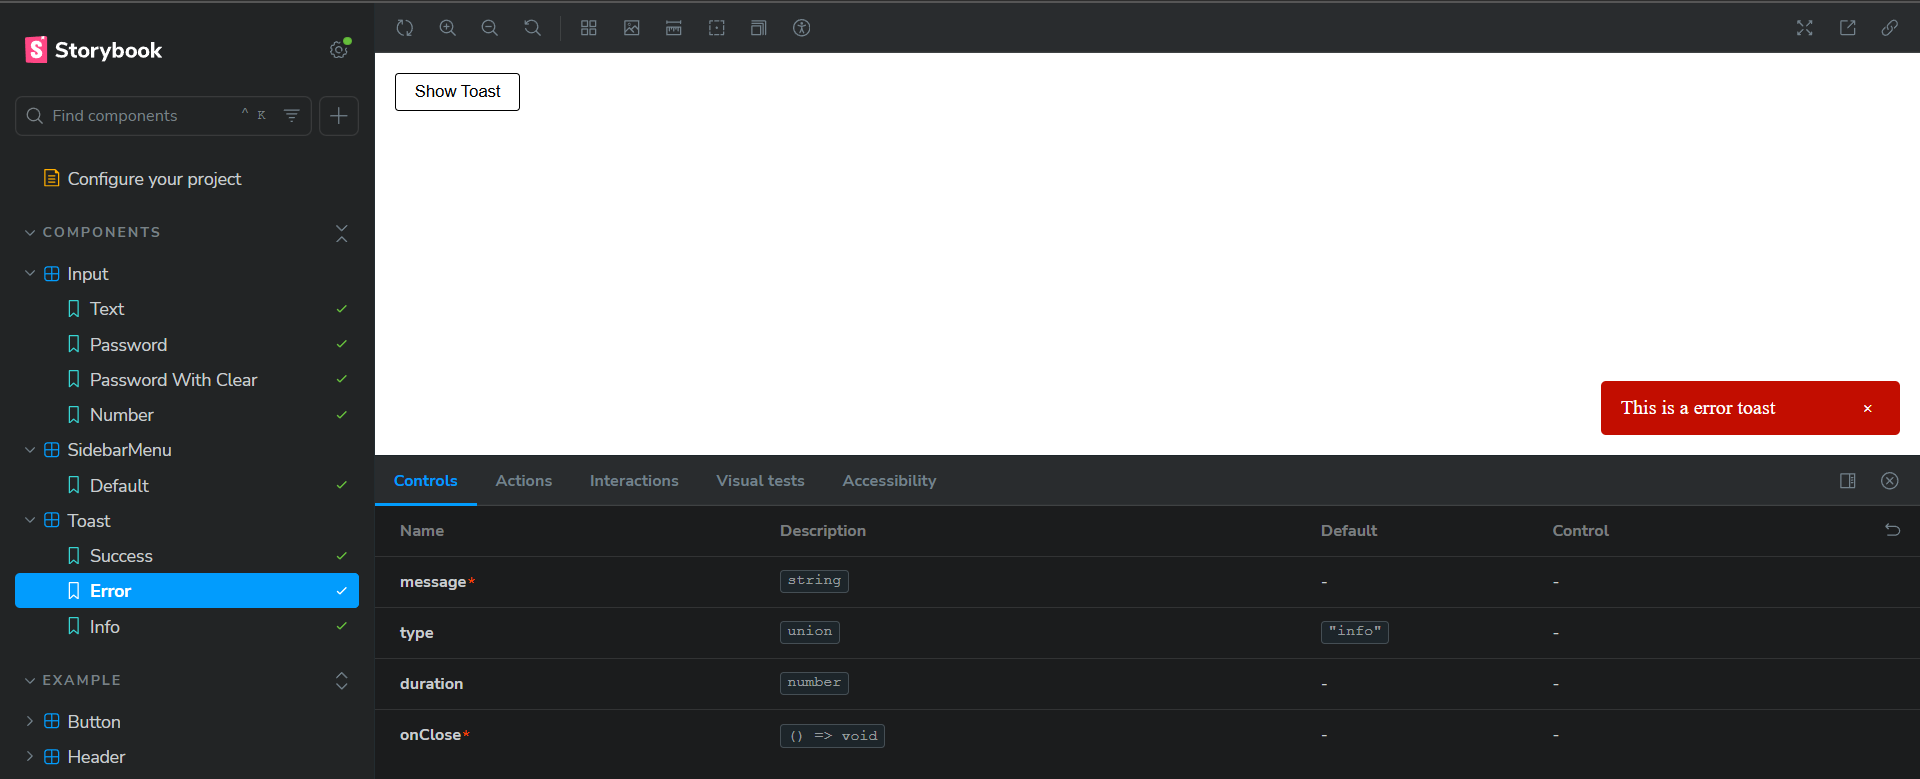 Storybook
Find components
^ K
Configure your project
COMPONENTS
Input
Text
Password
Password With Clear
Number
SidebarMenu
Default
Toast
Success
Error
Info
EXAMPLE
Button
Header
Show Toast
This is a error toast ×
Controls Actions Interactions Visual tests Accessibility
Name Description Default Control
message* string - -
type union "info" -
duration number - -
onClose* () => void - -